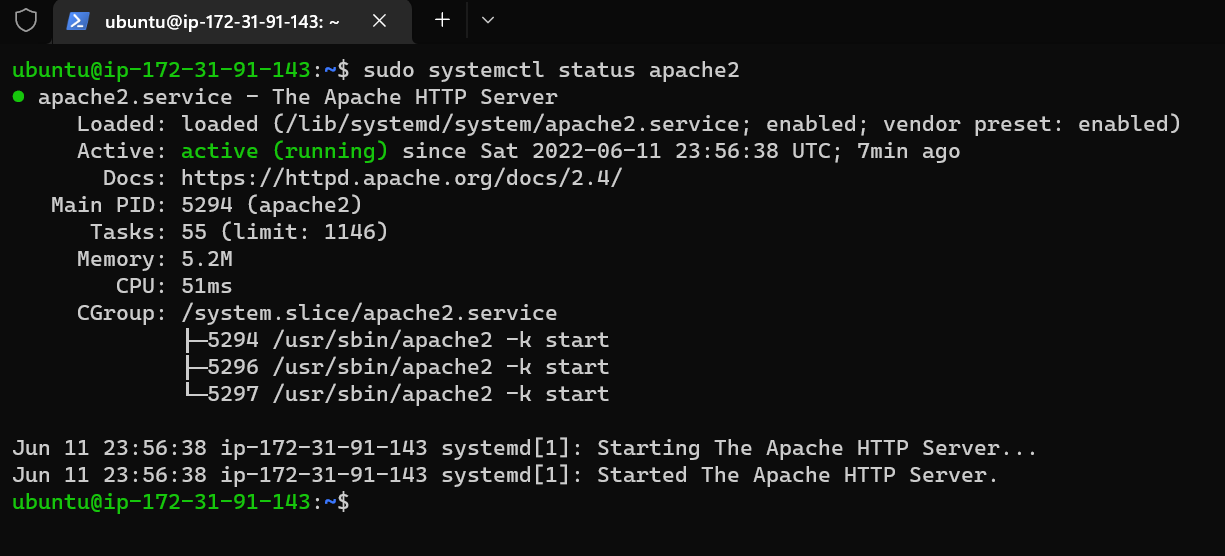 ubuntu@ip-172-31-91-143: ~
ubuntu@ip-172-31-91-143:~$ sudo systemctl status apache2
● apache2.service - The Apache HTTP Server
     Loaded: loaded (/lib/systemd/system/apache2.service; enabled; vendor preset: enabled)
     Active: active (running) since Sat 2022-06-11 23:56:38 UTC; 7min ago
       Docs: https://httpd.apache.org/docs/2.4/
   Main PID: 5294 (apache2)
      Tasks: 55 (limit: 1146)
     Memory: 5.2M
        CPU: 51ms
     CGroup: /system.slice/apache2.service
             ├─5294 /usr/sbin/apache2 -k start
             ├─5296 /usr/sbin/apache2 -k start
             └─5297 /usr/sbin/apache2 -k start

Jun 11 23:56:38 ip-172-31-91-143 systemd[1]: Starting The Apache HTTP Server...
Jun 11 23:56:38 ip-172-31-91-143 systemd[1]: Started The Apache HTTP Server.
ubuntu@ip-172-31-91-143:~$